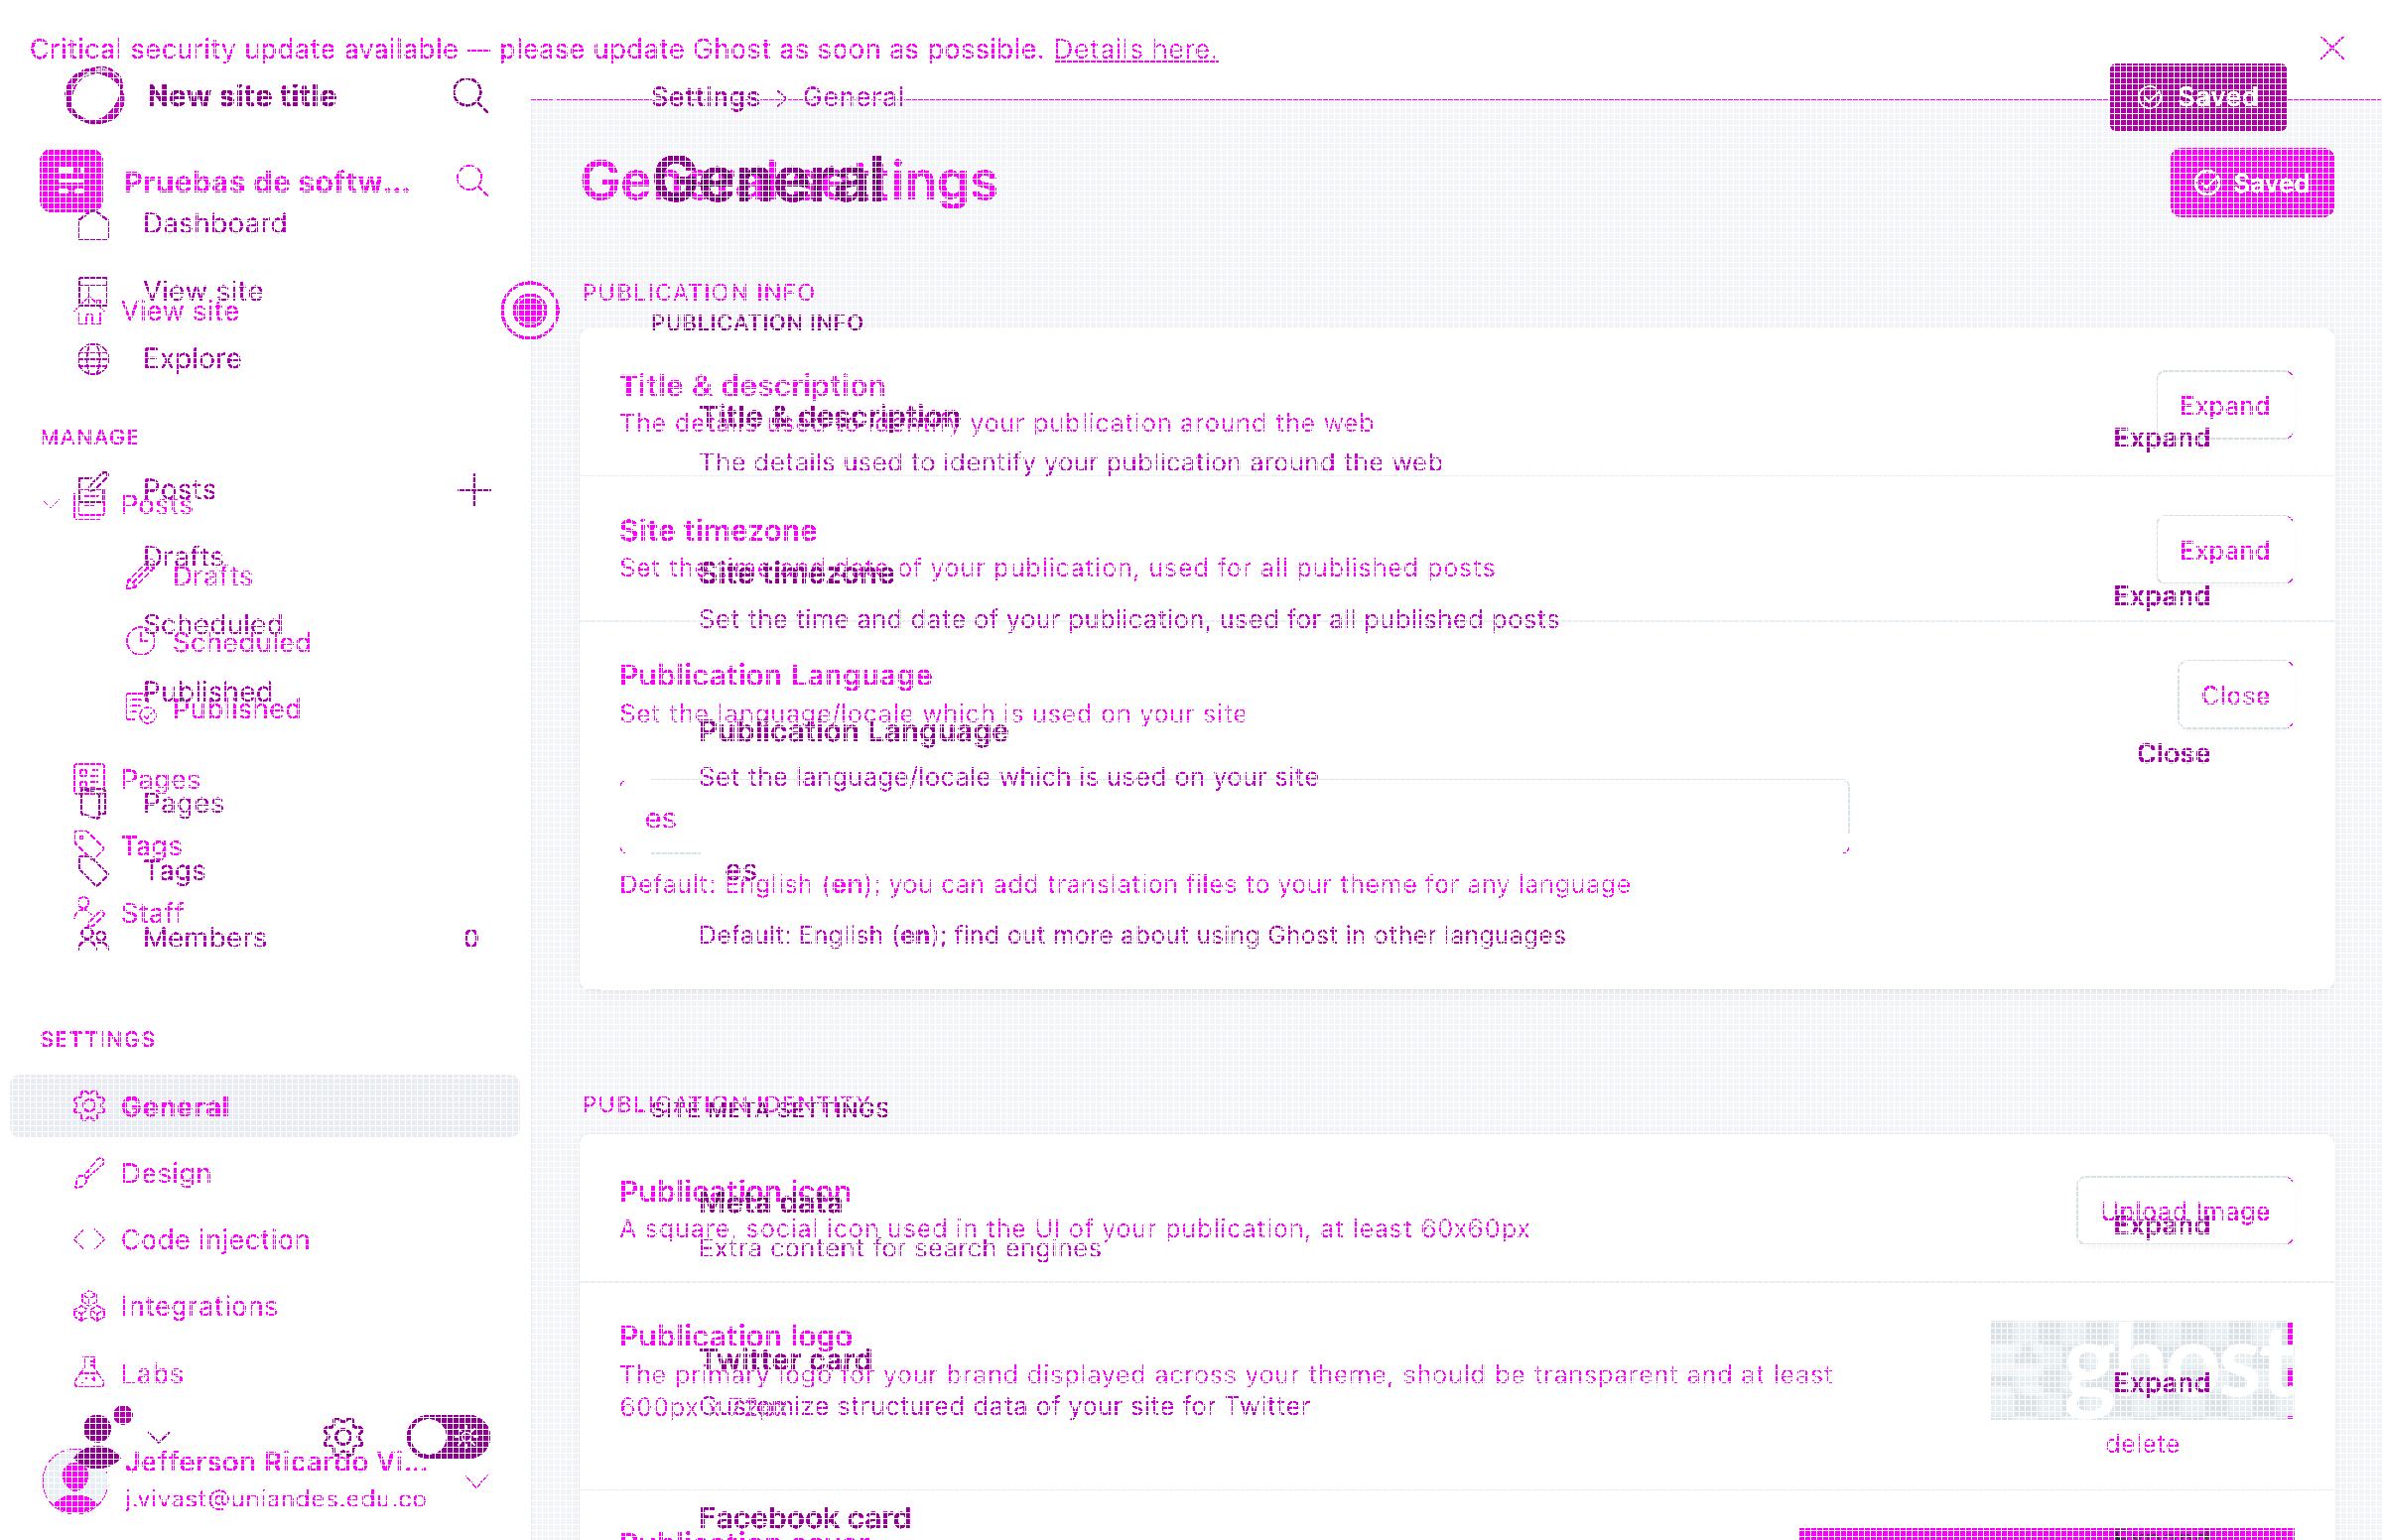 Critical security update available — please update Ghost as soon as possible. Details here.
New site title
Settings > General
Saved
Pruebas de softw...
General settings
General
Saved
Dashboard
View site
View site
PUBLICATION INFO
PUBLICATION INFO
Explore
Title & description
Expand
Title & description
The details used to identify your publication around the web
MANAGE
Expand
The details used to identify your publication around the web
Posts
Posts
Site timezone
Expand
Drafts
Drafts
Set the time and date of your publication, used for all published posts
Site timezone
Expand
Scheduled
Scheduled
Set the time and date of your publication, used for all published posts
Published
Published
Publication Language
Close
Set the language/locale which is used on your site
Publication Language
Close
Pages
Pages
Set the language/locale which is used on your site
es
Tags
Tags
es
Default: English (en); you can add translation files to your theme for any language
Staff
Members 0
Default: English (en); find out more about using Ghost in other languages
SETTINGS
General
PUBLICATION IDENTITY
SITE META SETTINGS
Design
Publication icon
Meta data
Upload Image
Expand
A square, social icon used in the UI of your publication, at least 60x60px
Extra content for search engines
Code injection
Integrations
Publication logo
ghost
Twitter card
The primary logo for your brand displayed across your theme, should be transparent and at least
600px x 72px
Expand
Labs
Customize structured data of your site for Twitter
delete
Jefferson Ricardo Vi...
j.vivast@uniandes.edu.co
Facebook card
Publication cover